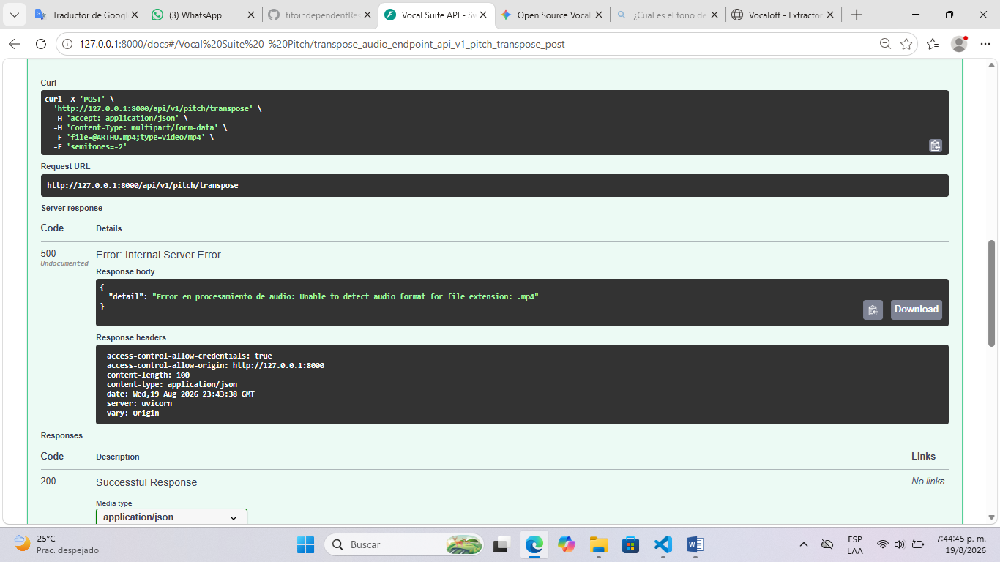 Traductor de Googl
(3) WhatsApp
titoindependentRes
Vocal Suite API - Sw
Open Source Vocal
¿Cual es el tono de
Vocaloff - Extractor
127.0.0.1:8000/docs#/Vocal%20Suite%20-%20Pitch/transpose_audio_endpoint_api_v1_pitch_transpose_post
Curl
curl -X 'POST' \
'http://127.0.0.1:8000/api/v1/pitch/transpose' \
-H 'accept: application/json' \
-H 'Content-Type: multipart/form-data' \
-F 'file=@ARTHU.mp4;type=video/mp4' \
-F 'semitones=-2'
Request URL
http://127.0.0.1:8000/api/v1/pitch/transpose
Server response
Code Details
500 Error: Internal Server Error
Undocumented
Response body
{
"detail": "Error en procesamiento de audio: Unable to detect audio format for file extension: .mp4"
}
Download
Response headers
access-control-allow-credentials: true
access-control-allow-origin: http://127.0.0.1:8000
content-length: 100
content-type: application/json
date: Wed,19 Aug 2026 23:43:38 GMT
server: uvicorn
vary: Origin
Responses
Code Description Links
200 Successful Response No links
Media type
application/json
25°C
Prac. despejado
Buscar
ESP
LAA
7:44:45 p. m.
19/8/2026